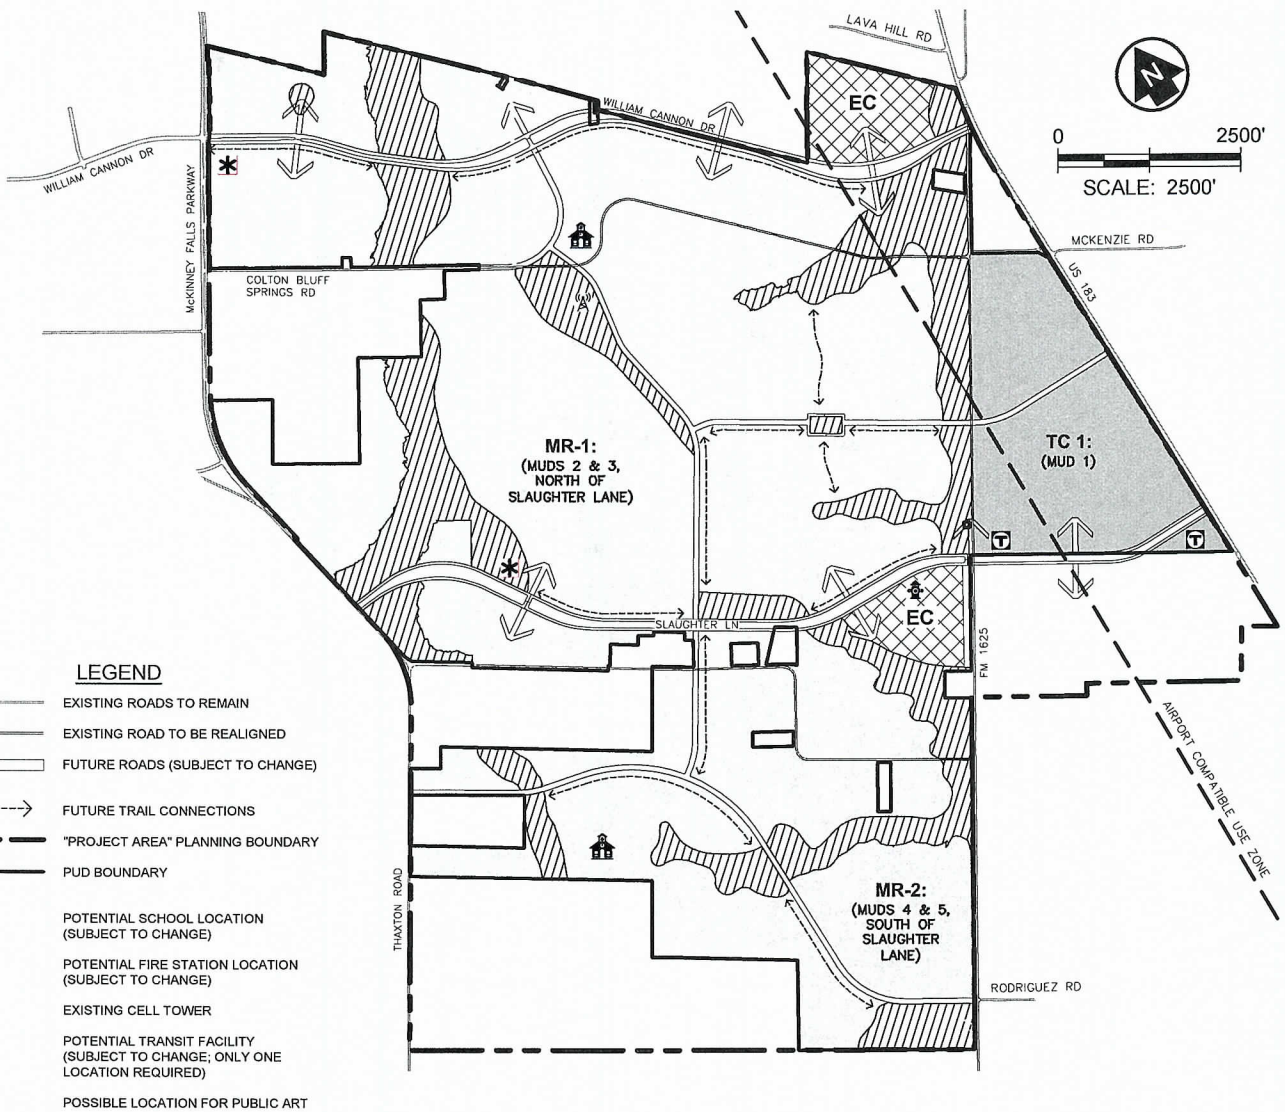 LAVA HILL RD
N
0 2500'
SCALE: 2500'
EC
WILLIAM CANNON DR
WILLIAM CANNON DR
McKINNEY FALLS PARKWAY
MCKENZIE RD
US 183
COLTON BLUFF
SPRINGS RD
MR-1:
(MUDS 2 & 3,
NORTH OF
SLAUGHTER LANE)
TC 1:
(MUD 1)
T
T
EC
SLAUGHTER LN
FM 1625
AIRPORT COMPATIBLE USE ZONE
THAXTON ROAD
MR-2:
(MUDS 4 & 5,
SOUTH OF
SLAUGHTER
LANE)
RODRIGUEZ RD
LEGEND
EXISTING ROADS TO REMAIN
EXISTING ROAD TO BE REALIGNED
FUTURE ROADS (SUBJECT TO CHANGE)
FUTURE TRAIL CONNECTIONS
"PROJECT AREA" PLANNING BOUNDARY
PUD BOUNDARY
POTENTIAL SCHOOL LOCATION
(SUBJECT TO CHANGE)
POTENTIAL FIRE STATION LOCATION
(SUBJECT TO CHANGE)
EXISTING CELL TOWER
POTENTIAL TRANSIT FACILITY
(SUBJECT TO CHANGE; ONLY ONE
LOCATION REQUIRED)
POSSIBLE LOCATION FOR PUBLIC ART